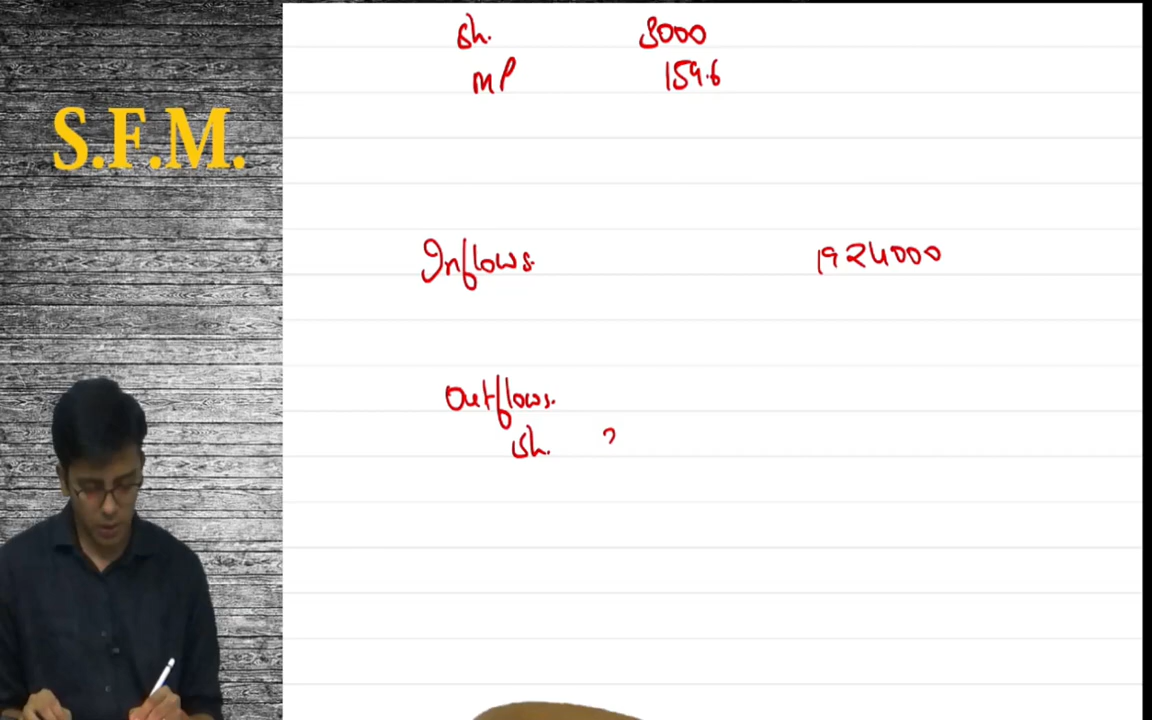 S.F.M.
sh. 8000
MP 159.6
Inflows. 1924000
Outflows.
sh. ?